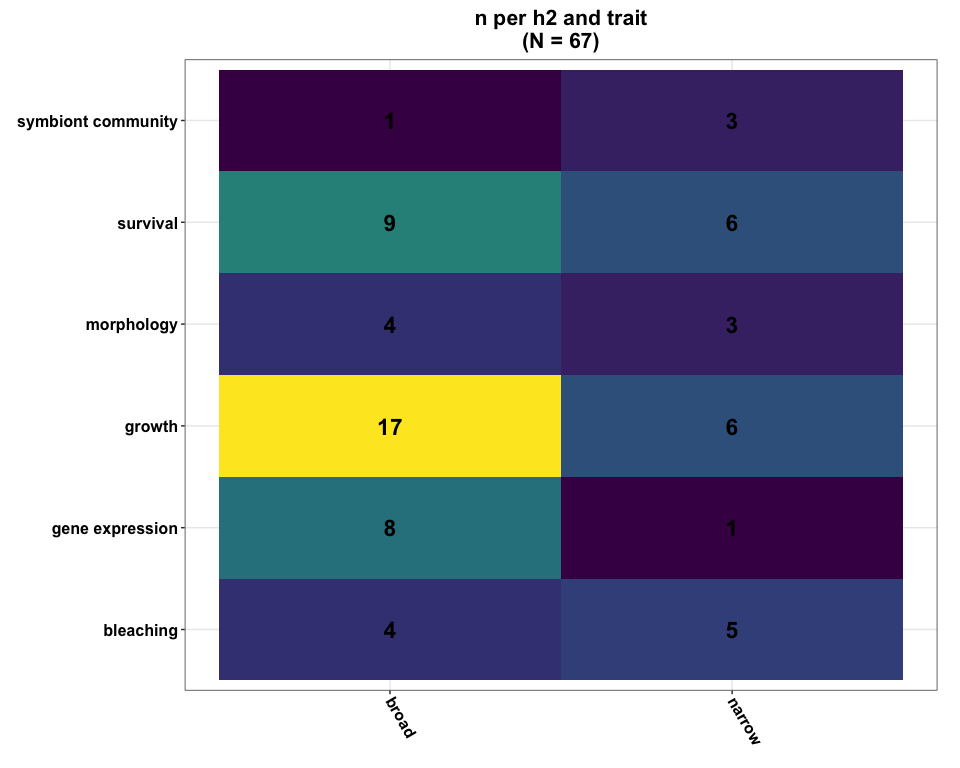 n per h2 and trait
(N = 67)
symbiont community
1
3
survival
9
6
morphology
4
3
growth
17
6
gene expression
8
1
bleaching
4
5
broad
narrow